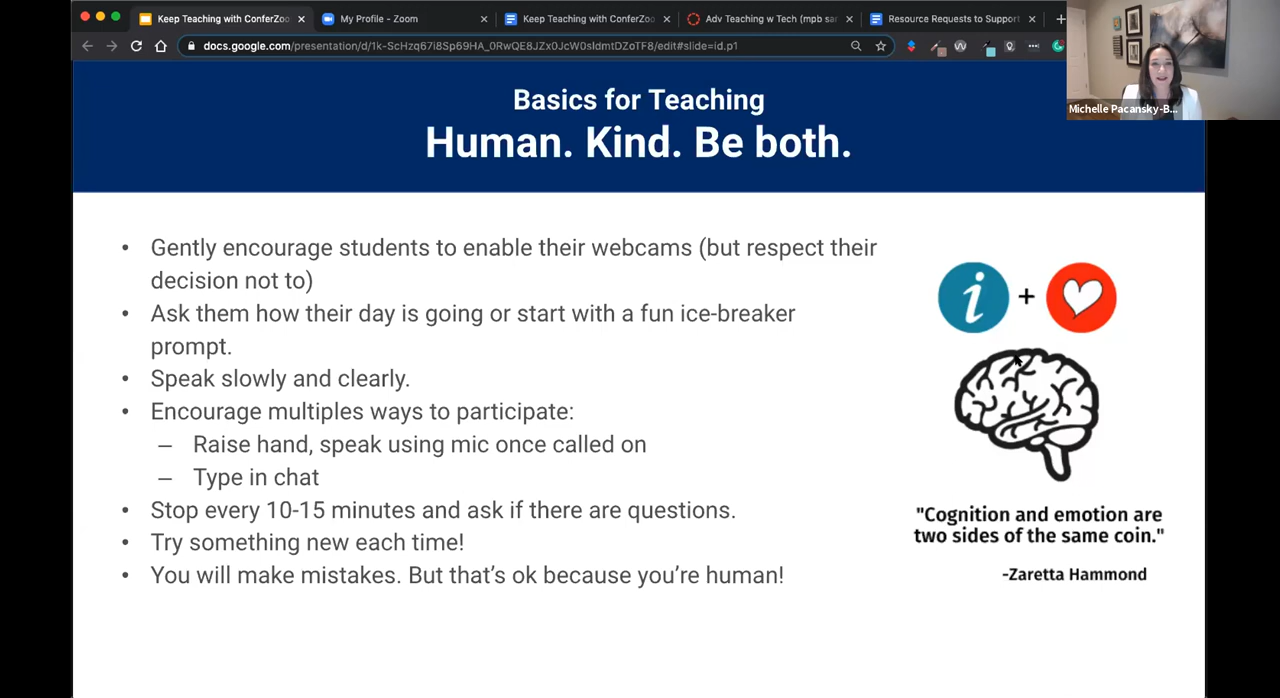 Keep Teaching with ConferZoo
My Profile - Zoom
Keep Teaching with ConferZoo
Adv Teaching w Tech (mpb sa
Resource Requests to Support
docs.google.com/presentation/d/1k-ScHzq67i8Sp69HA_0RwQE8JZx0JcW0sIdmtDZoTF8/edit#slide=id.p1
Michelle Pacansky-B...
Basics for Teaching
Human. Kind. Be both.
• Gently encourage students to enable their webcams (but respect their
decision not to)
• Ask them how their day is going or start with a fun ice-breaker
prompt.
• Speak slowly and clearly.
• Encourage multiples ways to participate:
– Raise hand, speak using mic once called on
– Type in chat
• Stop every 10-15 minutes and ask if there are questions.
• Try something new each time!
• You will make mistakes. But that's ok because you're human!
i + 
"Cognition and emotion are
two sides of the same coin."
-Zaretta Hammond